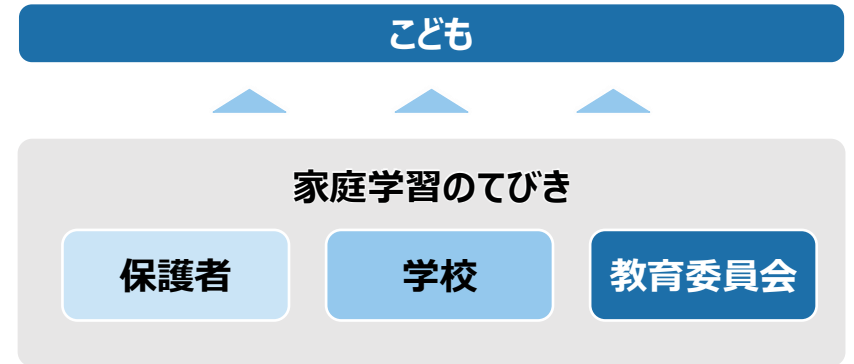 こども
家庭学習のてびき
保護者
学校
教育委員会